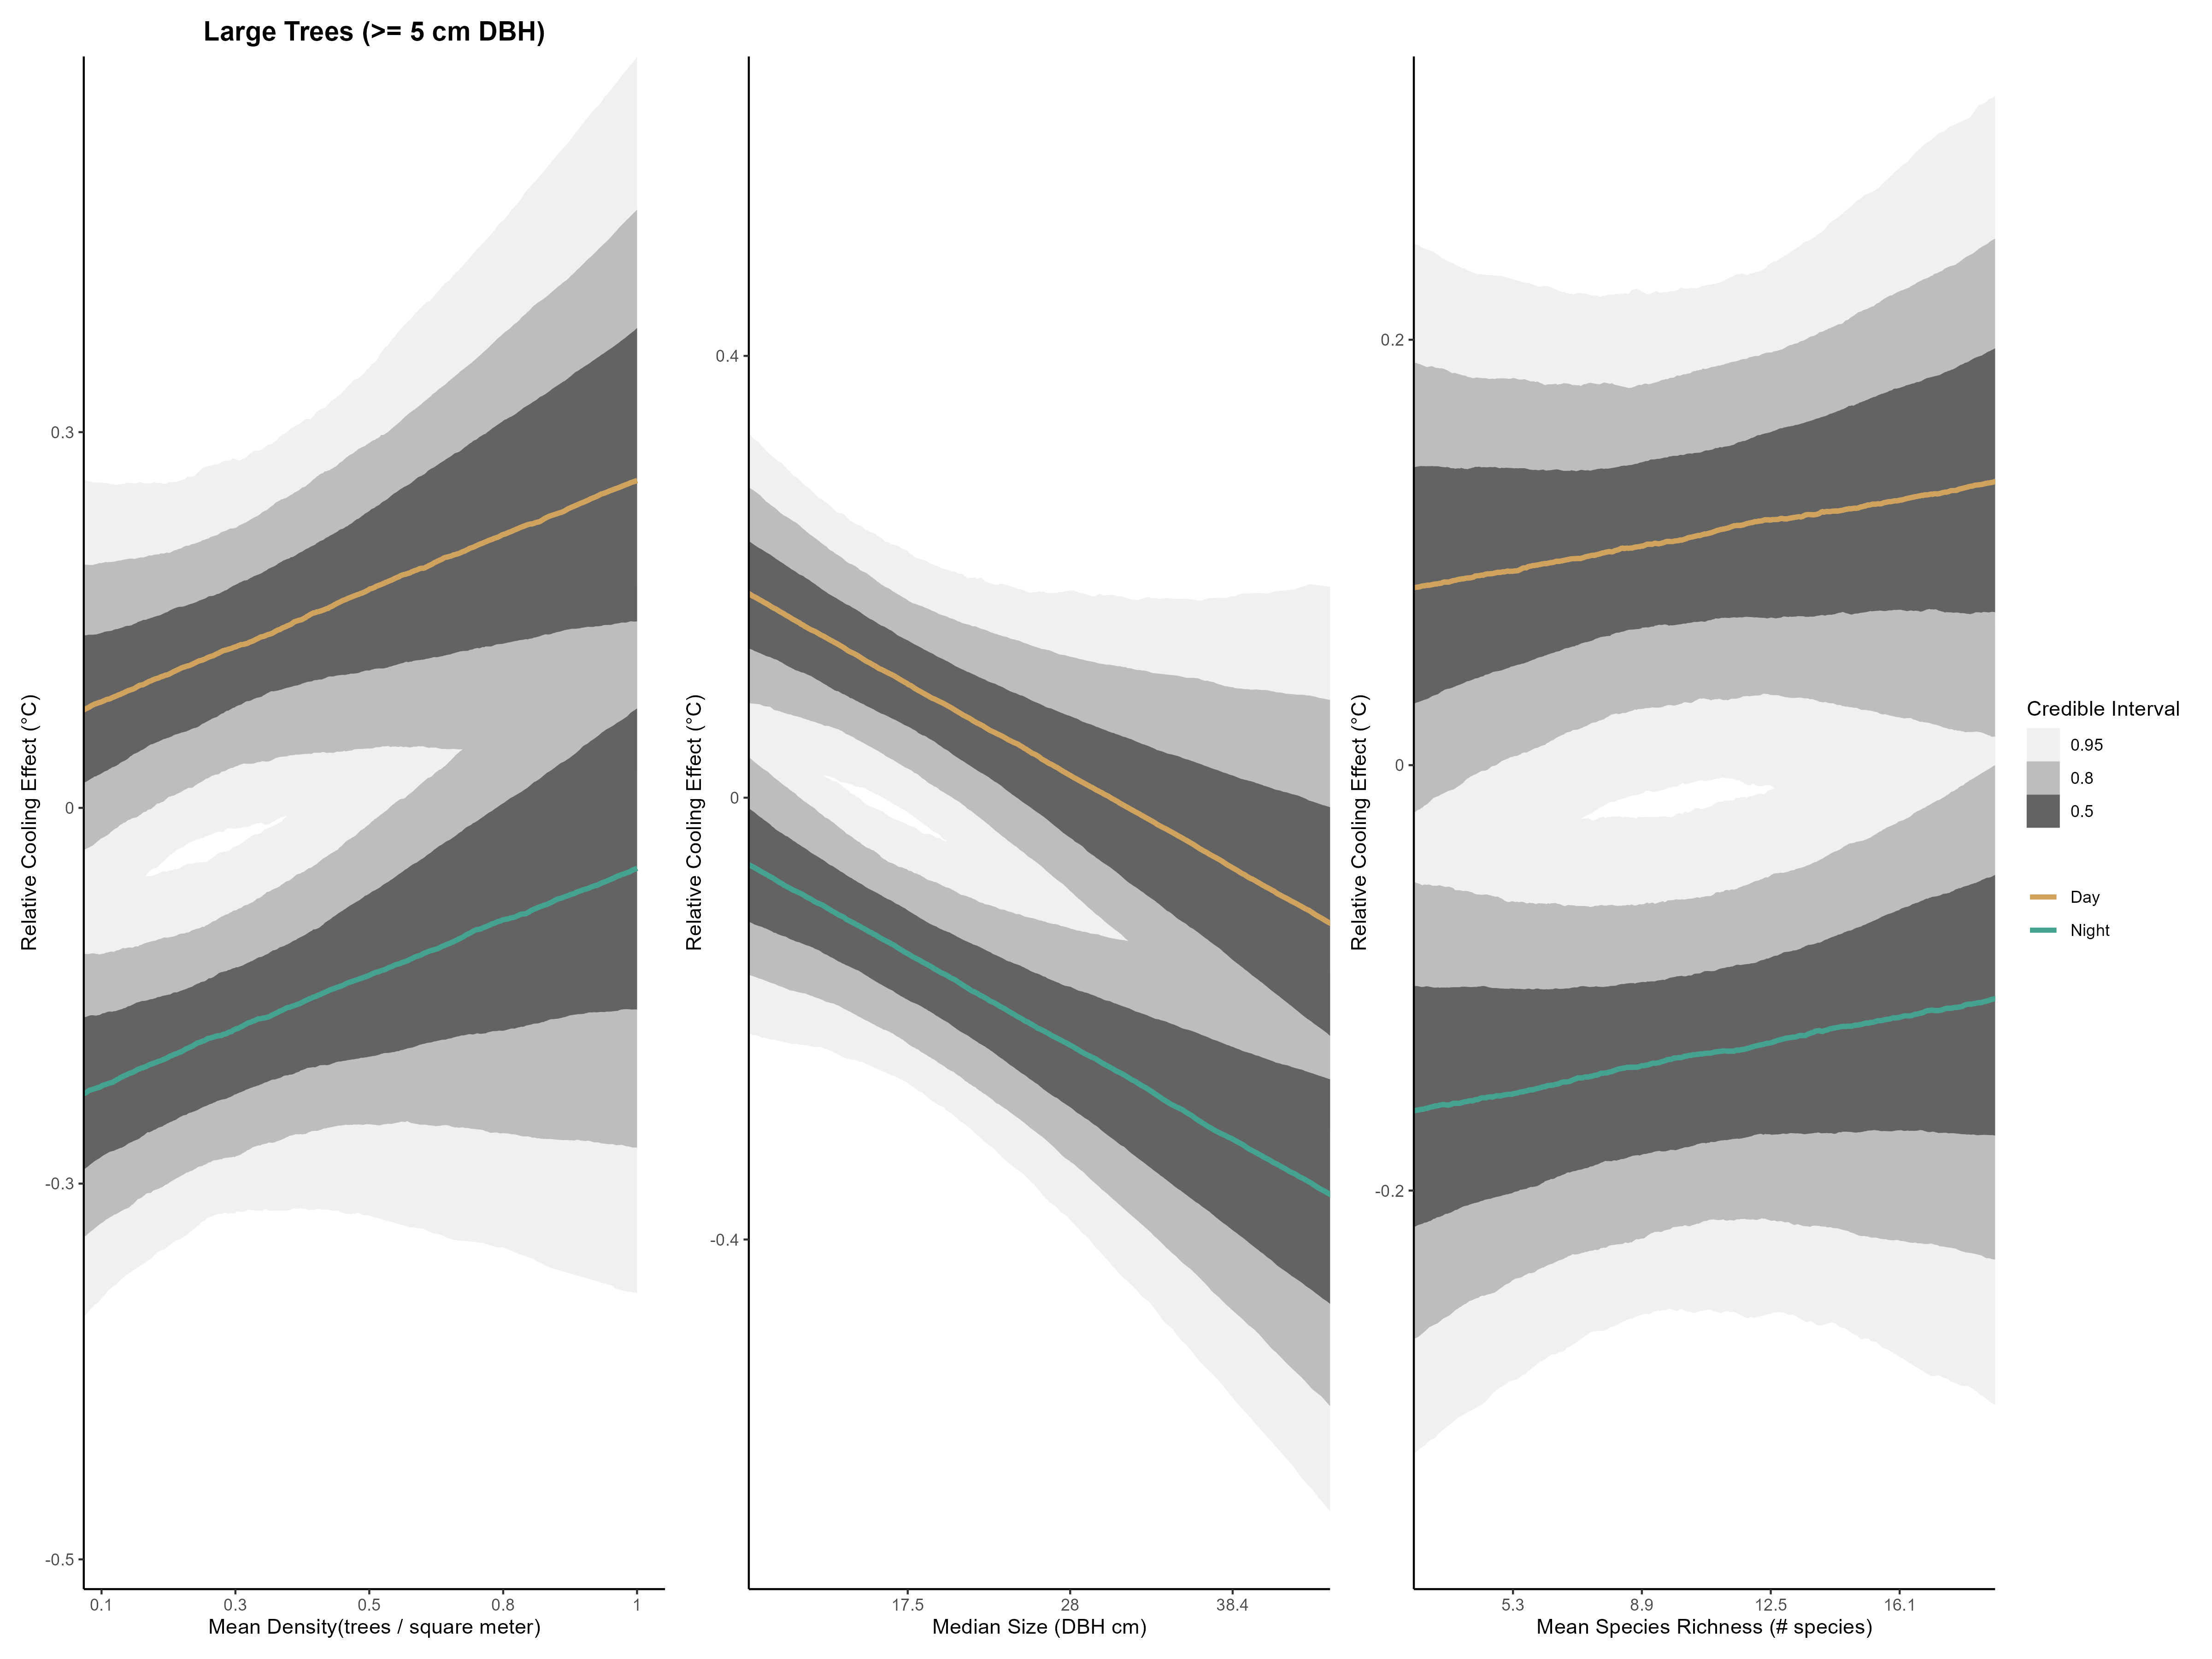 Large Trees (>= 5 cm DBH)
Relative Cooling Effect (°C)
0.3
0
-0.3
-0.5
0.1 0.3 0.5 0.8 1
Mean Density(trees / square meter)
Relative Cooling Effect (°C)
0.4
0
-0.4
17.5 28 38.4
Median Size (DBH cm)
Relative Cooling Effect (°C)
0.2
0
-0.2
5.3 8.9 12.5 16.1
Mean Species Richness (# species)
Credible Interval
0.95
0.8
0.5
Day
Night